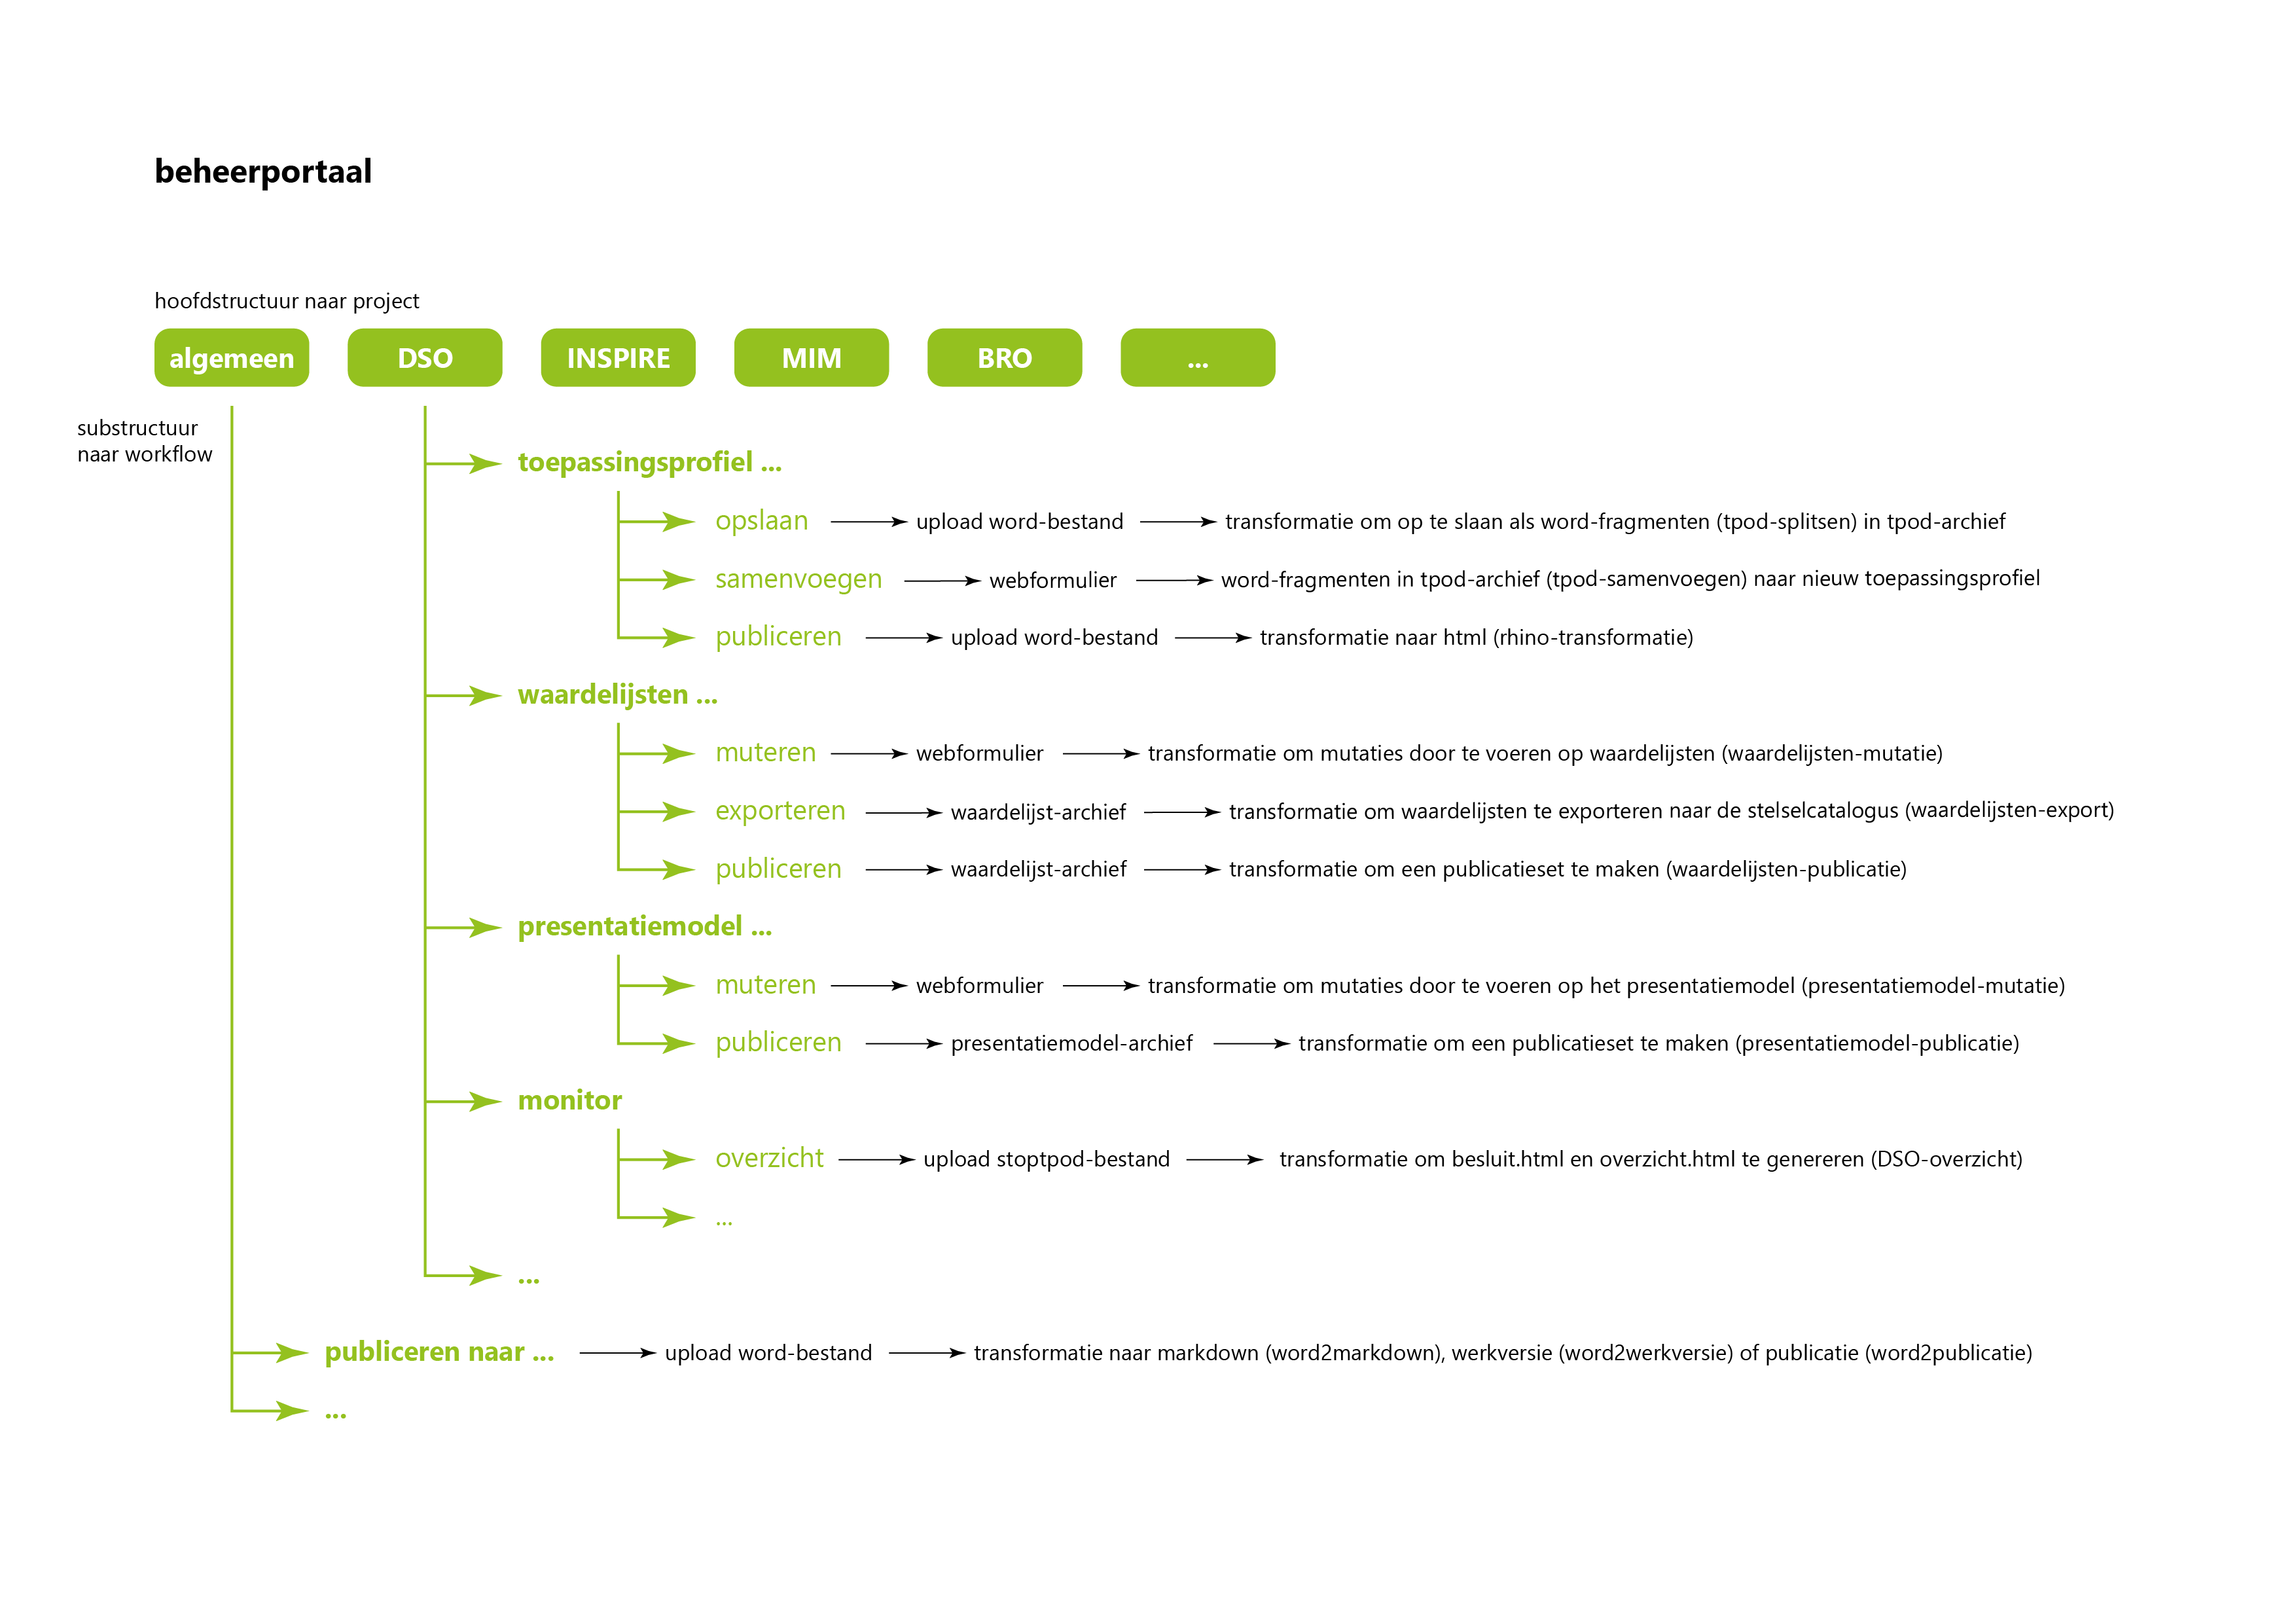 beheerportaal
hoofdstructuur naar project
algemeen
DSO
INSPIRE
MIM
BRO
...
substructuur
naar workflow
toepassingsprofiel ...
opslaan
upload word-bestand
transformatie om op te slaan als word-fragmenten (tpod-splitsen) in tpod-archief
samenvoegen
webformulier
word-fragmenten in tpod-archief (tpod-samenvoegen) naar nieuw toepassingsprofiel
publiceren
upload word-bestand
transformatie naar html (rhino-transformatie)
waardelijsten ...
muteren
webformulier
transformatie om mutaties door te voeren op waardelijsten (waardelijsten-mutatie)
exporteren
waardelijst-archief
transformatie om waardelijsten te exporteren naar de stelselcatalogus (waardelijsten-export)
publiceren
waardelijst-archief
transformatie om een publicatieset te maken (waardelijsten-publicatie)
presentatiemodel ...
muteren
webformulier
transformatie om mutaties door te voeren op het presentatiemodel (presentatiemodel-mutatie)
publiceren
presentatiemodel-archief
transformatie om een publicatieset te maken (presentatiemodel-publicatie)
monitor
overzicht
upload stoptpod-bestand
transformatie om besluit.html en overzicht.html te genereren (DSO-overzicht)
...
...
publiceren naar ...
upload word-bestand
transformatie naar markdown (word2markdown), werkversie (word2werkversie) of publicatie (word2publicatie)
...